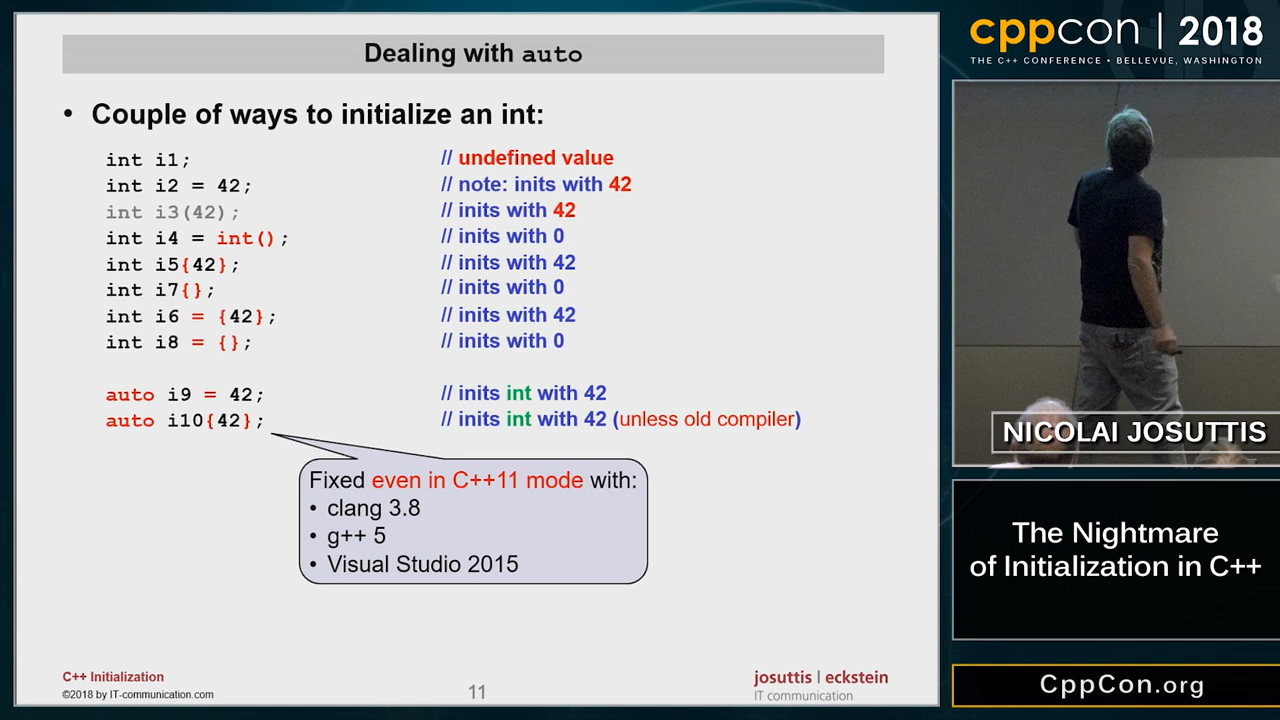 Dealing with auto
• Couple of ways to initialize an int:
int i1; // undefined value
int i2 = 42; // note: inits with 42
int i3(42); // inits with 42
int i4 = int(); // inits with 0
int i5{42}; // inits with 42
int i7{}; // inits with 0
int i6 = {42}; // inits with 42
int i8 = {}; // inits with 0
auto i9 = 42; // inits int with 42
auto i10{42}; // inits int with 42 (unless old compiler)
Fixed even in C++11 mode with:
• clang 3.8
• g++ 5
• Visual Studio 2015
C++ Initialization
©2018 by IT-communication.com
11
josuttis | eckstein
IT communication
cppcon | 2018
THE C++ CONFERENCE • BELLEVUE, WASHINGTON
NICOLAI JOSUTTIS
The Nightmare
of Initialization in C++
CppCon.org